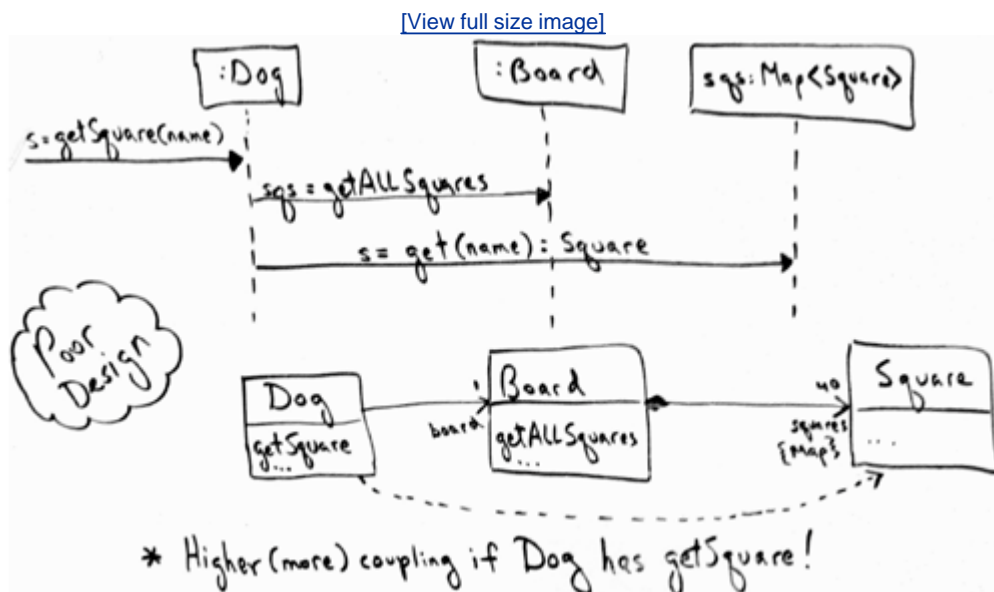 [View full size image]
:Dog
:Board
sqs:Map<Square>
s=getSquare(name)
sqs = getAllSquares
s= get(name) : Square
Poor
Design
Dog
getSquare
...
1
board
Board
getAllSquares
...
40
squares
{Map}
Square
...
* Higher (more) coupling if Dog has getSquare!